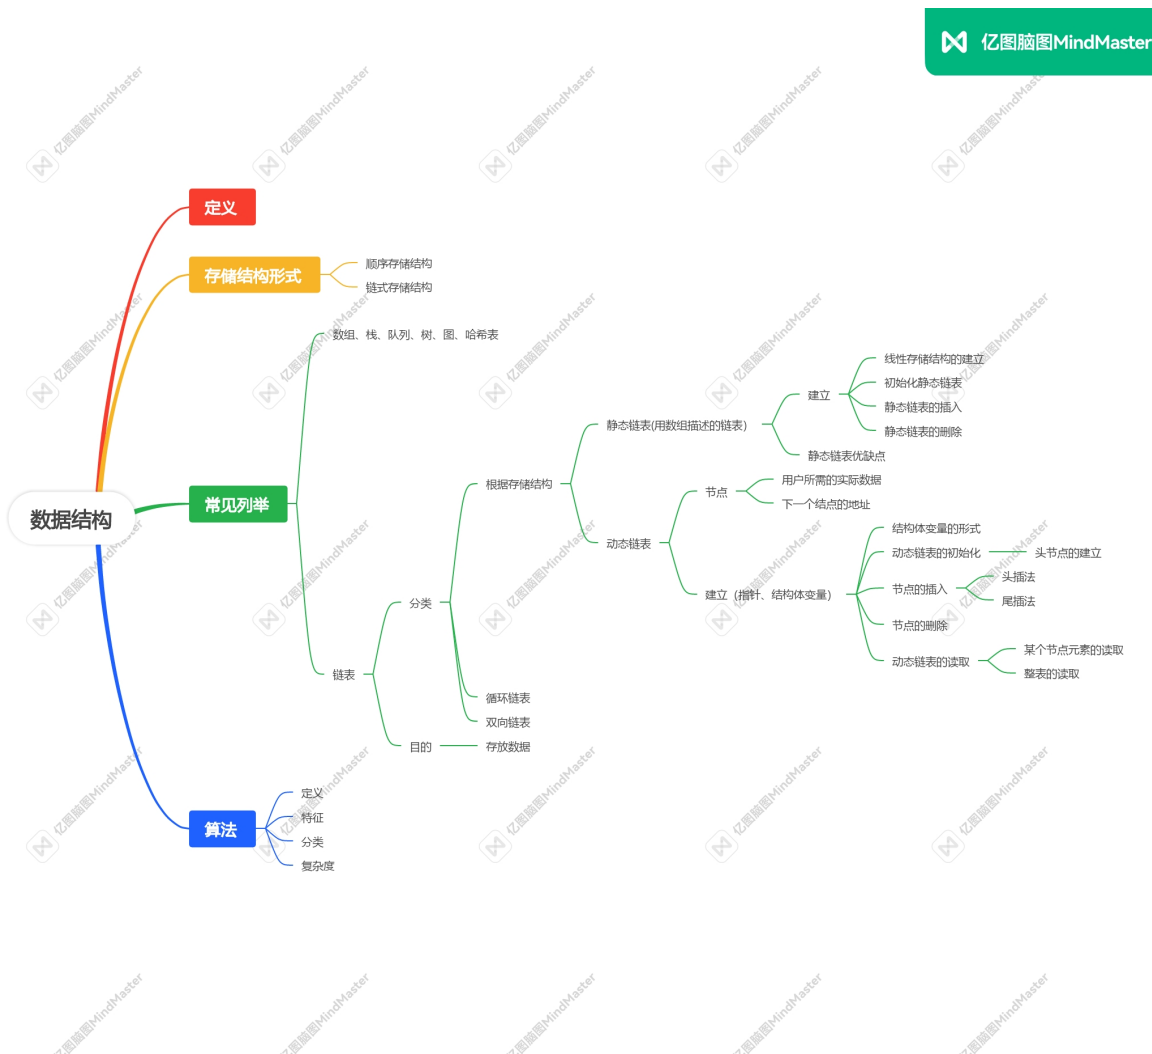 亿图脑图MindMaster
定义
存储结构形式
顺序存储结构
链式存储结构
数组、栈、队列、树、图、哈希表
线性存储结构的建立
初始化静态链表
建立
静态链表的插入
静态链表(用数组描述的链表)
静态链表的删除
静态链表优缺点
根据存储结构
用户所需的实际数据
节点
下一个结点的地址
常见列举
数据结构
结构体变量的形式
动态链表
动态链表的初始化
头节点的建立
头插法
节点的插入
建立（指针、结构体变量）
尾插法
分类
节点的删除
某个节点元素的读取
动态链表的读取
链表
整表的读取
循环链表
双向链表
目的
存放数据
定义
特征
算法
分类
复杂度